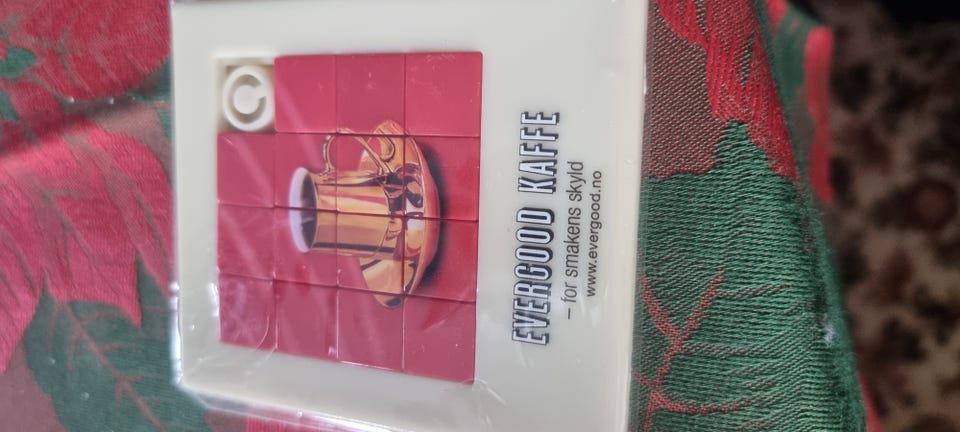 EVERGOOD KAFFE
– for smakens skyld
www.evergood.no